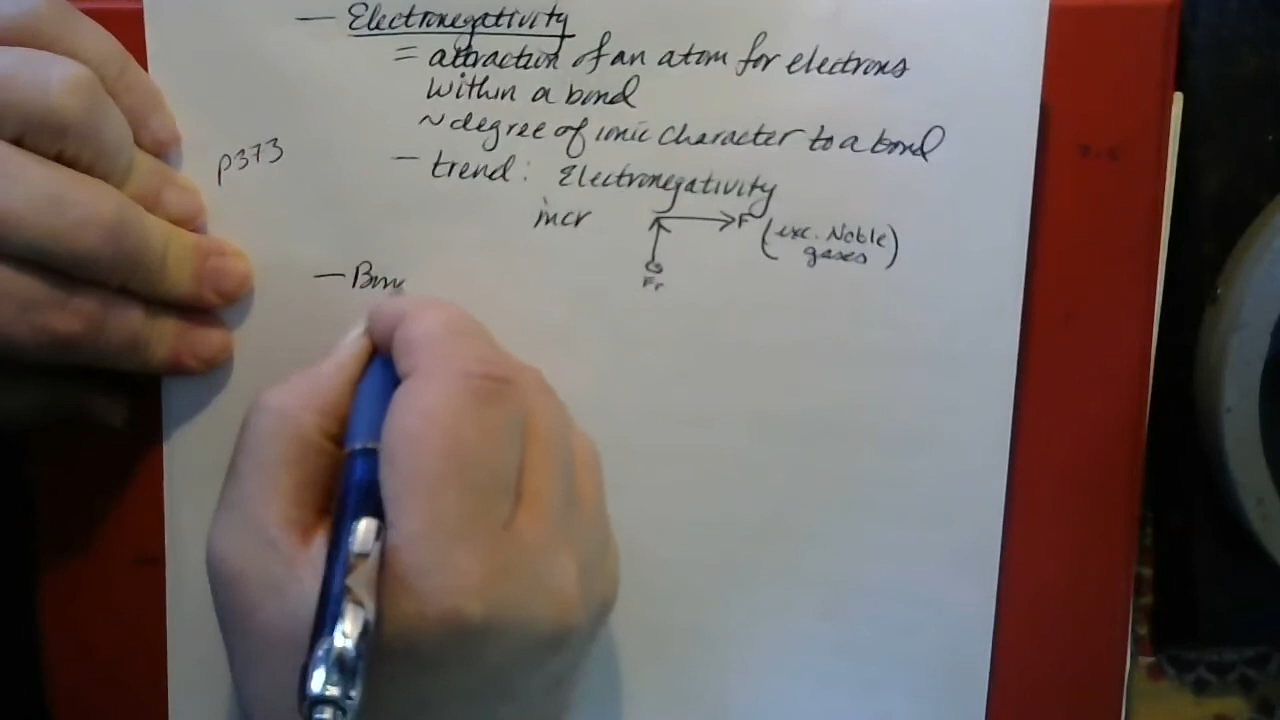 — Electronegativity
= attraction of an atom for electrons
within a bond
~ degree of ionic character to a bond
p373
— trend: Electronegativity
incr F (exc. Noble
gases)
Fr
— Bon